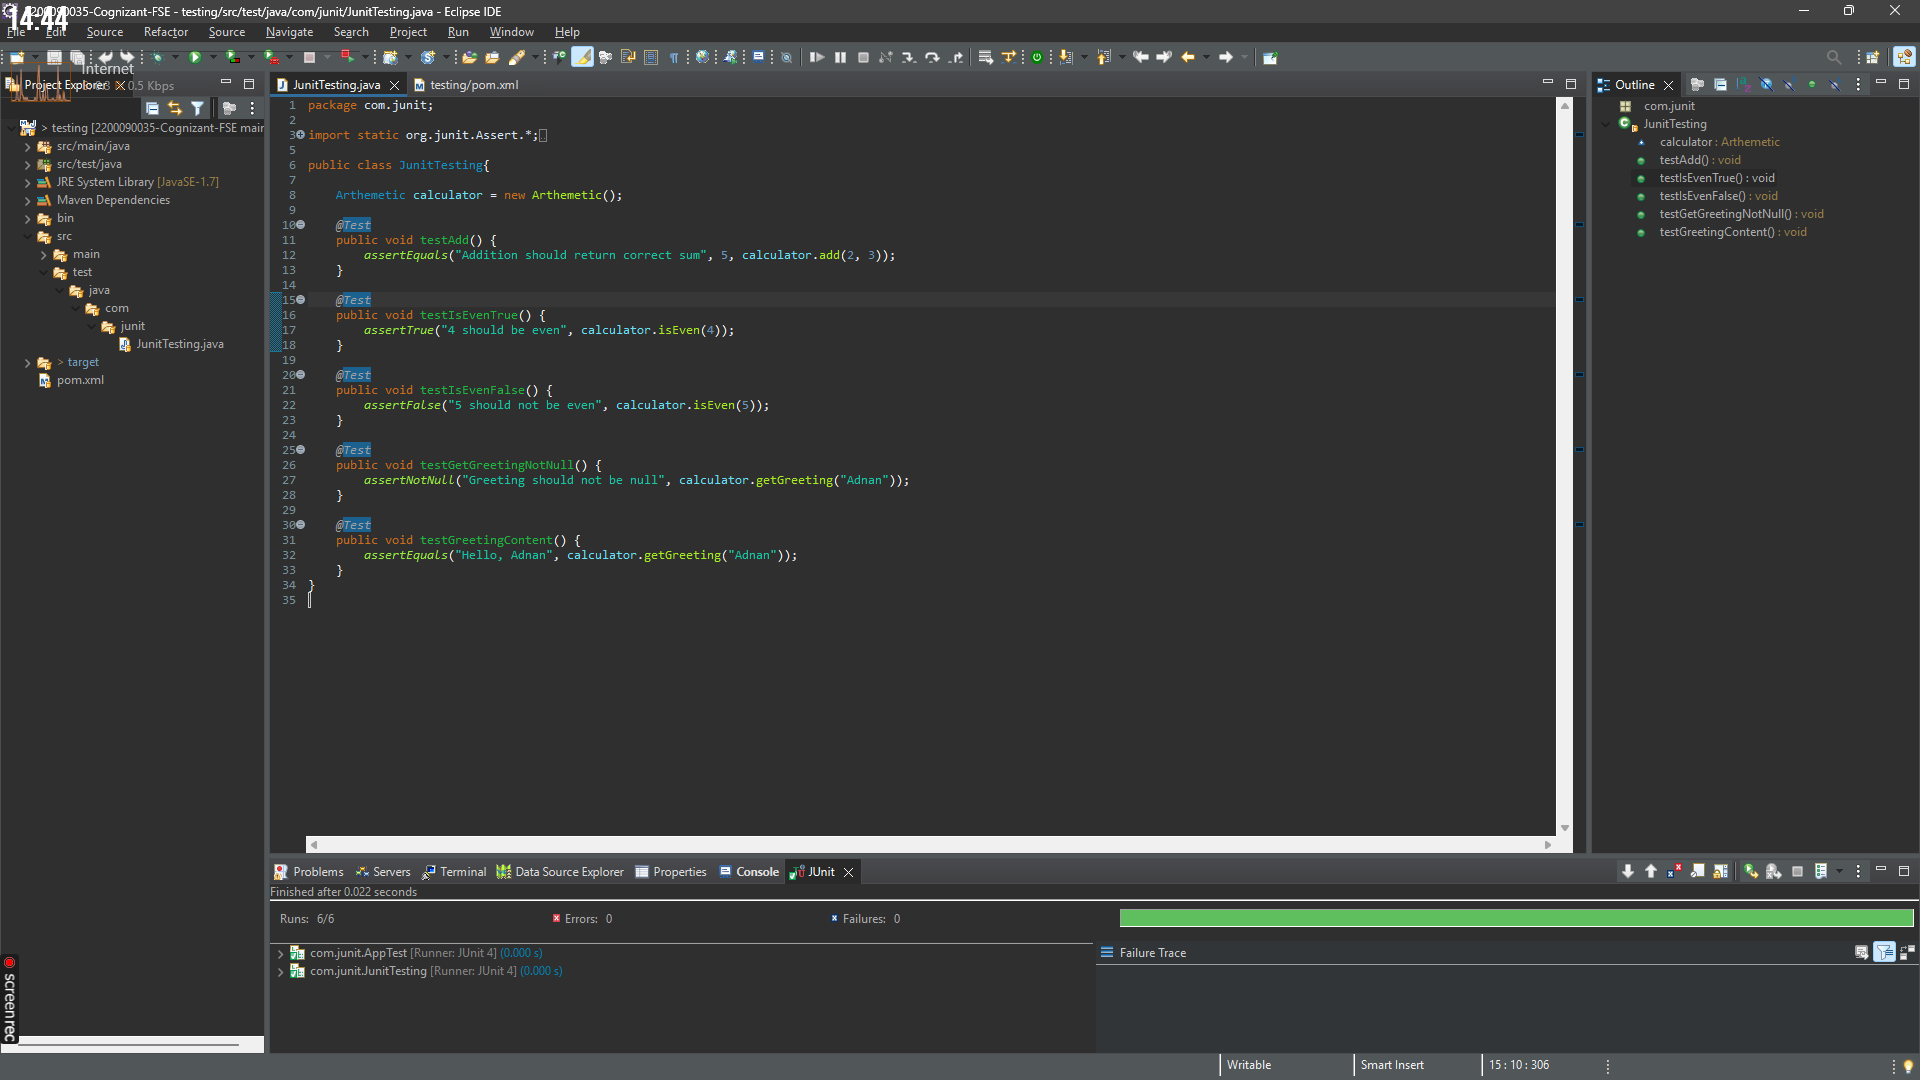 2200090035-Cognizant-FSE - testing/src/test/java/com/junit/JunitTesting.java - Eclipse IDE
14:44
File Edit Source Refactor Source Navigate Search Project Run Window Help
Internet
0.5 Kbps
Project Explorer
> testing [2200090035-Cognizant-FSE main
src/main/java
src/test/java
JRE System Library [JavaSE-1.7]
Maven Dependencies
bin
src
main
test
java
com
junit
JunitTesting.java
> target
pom.xml
JunitTesting.java testing/pom.xml
1 package com.junit;
2
3 import static org.junit.Assert.*;
5
6 public class JunitTesting{
7
8 Arthemetic calculator = new Arthemetic();
9
10 @Test
11 public void testAdd() {
12 assertEquals("Addition should return correct sum", 5, calculator.add(2, 3));
13 }
14
15 @Test
16 public void testIsEvenTrue() {
17 assertTrue("4 should be even", calculator.isEven(4));
18 }
19
20 @Test
21 public void testIsEvenFalse() {
22 assertFalse("5 should not be even", calculator.isEven(5));
23 }
24
25 @Test
26 public void testGetGreetingNotNull() {
27 assertNotNull("Greeting should not be null", calculator.getGreeting("Adnan"));
28 }
29
30 @Test
31 public void testGreetingContent() {
32 assertEquals("Hello, Adnan", calculator.getGreeting("Adnan"));
33 }
34 }
35
Outline
com.junit
JunitTesting
calculator : Arthemetic
testAdd() : void
testIsEvenTrue() : void
testIsEvenFalse() : void
testGetGreetingNotNull() : void
testGreetingContent() : void
Problems Servers Terminal Data Source Explorer Properties Console JUnit
Finished after 0.022 seconds
Runs: 6/6 Errors: 0 Failures: 0
com.junit.AppTest [Runner: JUnit 4] (0.000 s)
com.junit.JunitTesting [Runner: JUnit 4] (0.000 s)
Failure Trace
screen rec
Writable Smart Insert 15 : 10 : 306